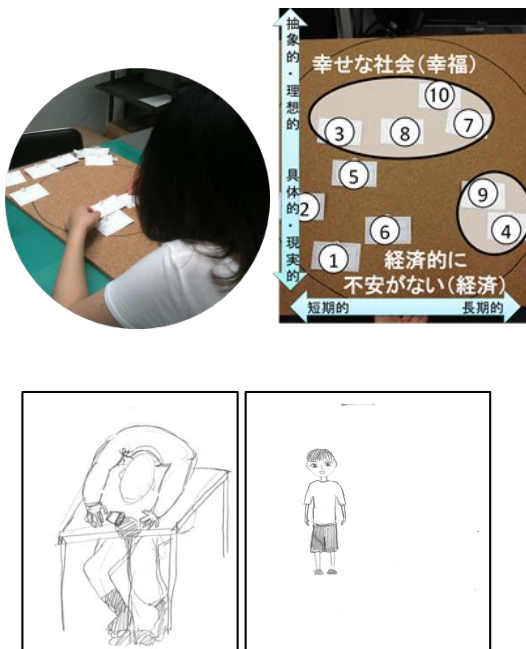 抽象的・理想的
具体的・現実的
幸せな社会(幸福)
⑩
③
⑧
⑦
⑤
⑨
②
⑥
④
①
経済的に
不安がない(経済)
短期的
長期的